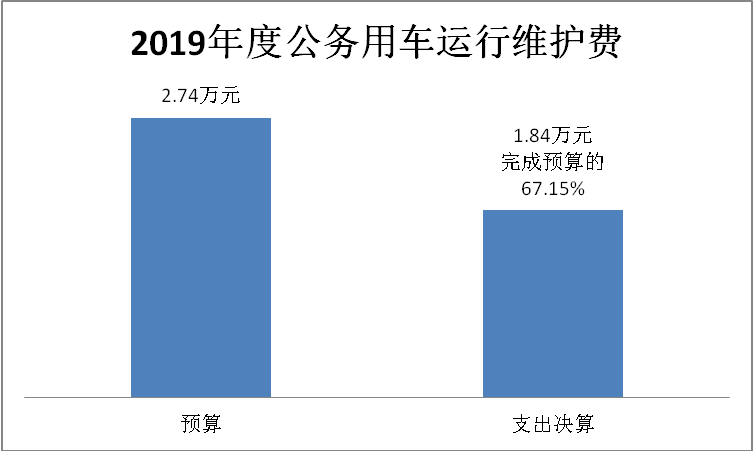 2019年度公务用车运行维护费
2.74万元
1.84万元
完成预算的
67.15%
预算
支出决算